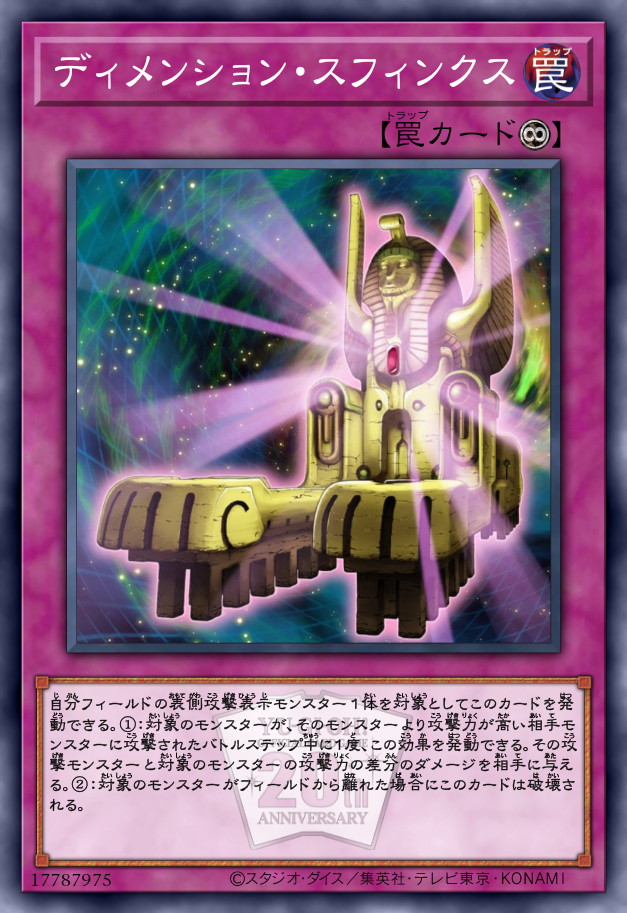 ディメンション・スフィンクス 罠
【罠カード】
自分フィールドの表側攻撃表示モンスター1体を対象としてこのカードを発
動できる。①：対象のモンスターが、そのモンスターより攻撃力が高い相手モ
ンスターに攻撃されたバトルステップ中に1度、この効果を発動できる。その攻
撃モンスターと対象のモンスターの攻撃力の差分のダメージを相手に与え
る。②：対象のモンスターがフィールドから離れた場合にこのカードは破壊さ
れる。
20th
ANNIVERSARY
17787975 ©スタジオ・ダイス／集英社・テレビ東京・KONAMI